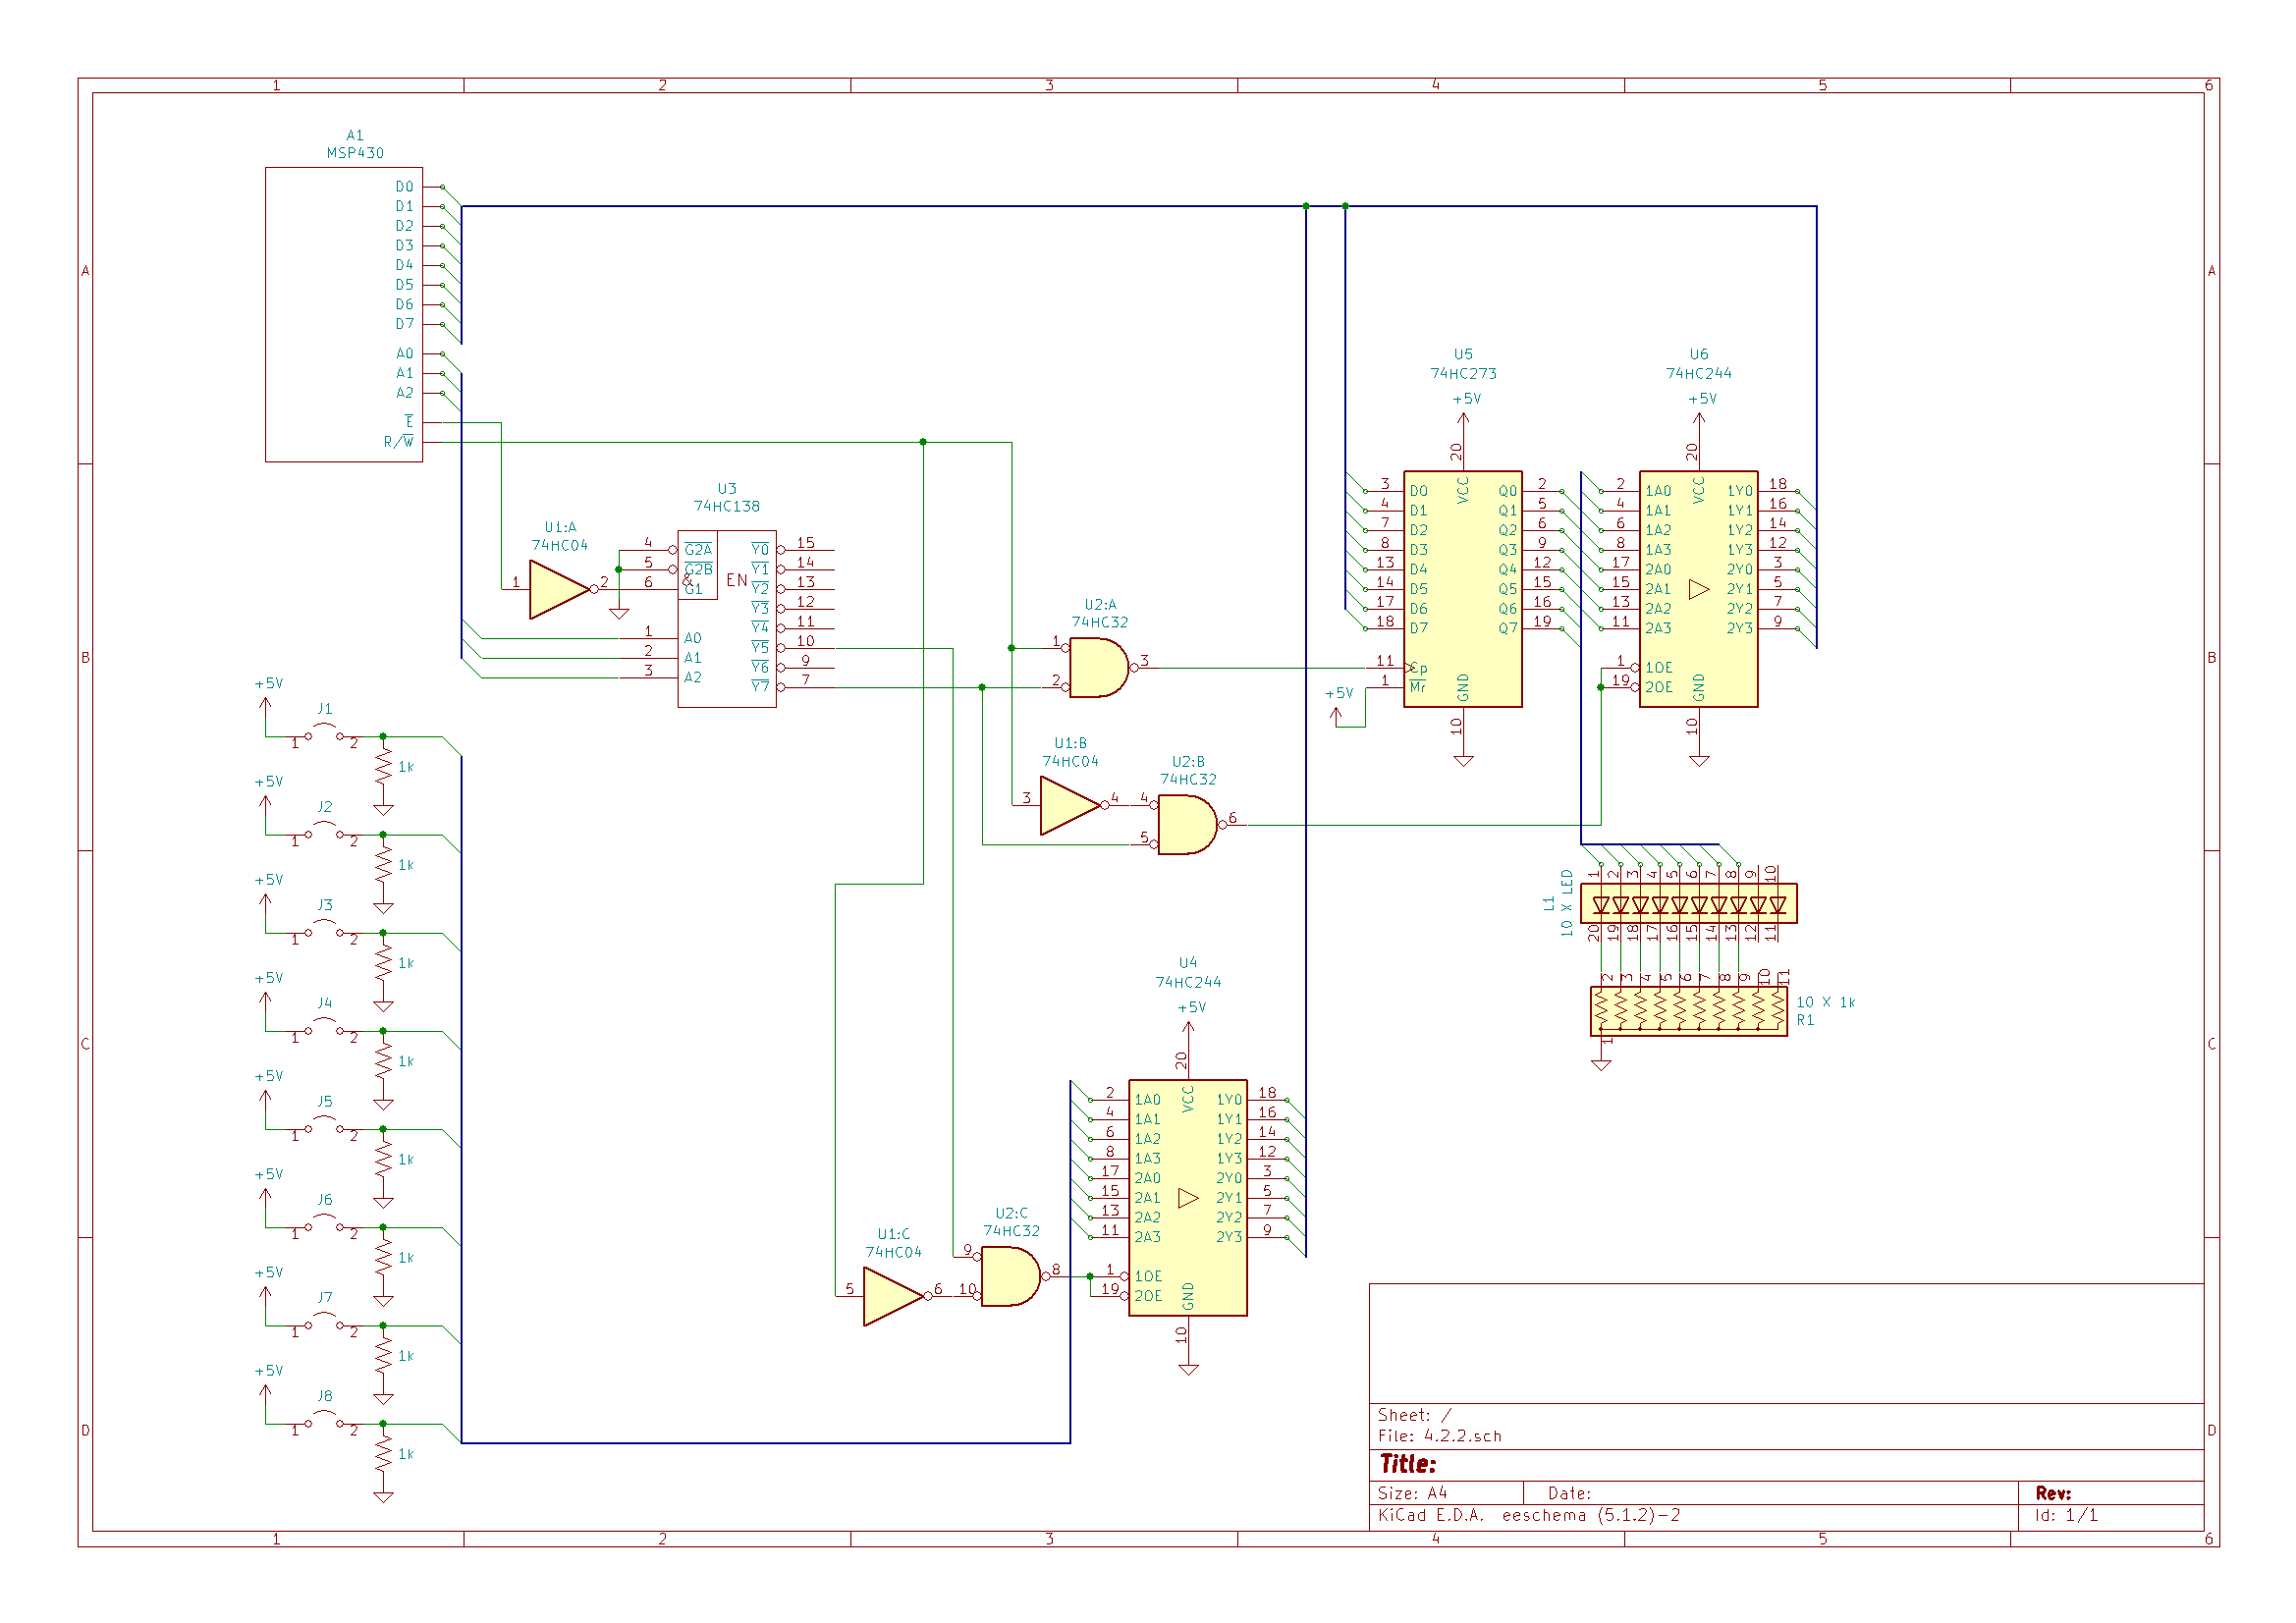 1 2 3 4 5 6
A
B
C
D
A1
MSP430
D0
D1
D2
D3
D4
D5
D6
D7
A0
A1
A2
E
R/W
U1:A
74HC04
1 2
U3
74HC138
4 G2A
5 G2B
6 G1
& EN
1 A0
2 A1
3 A2
Y0 15
Y1 14
Y2 13
Y3 12
Y4 11
Y5 10
Y6 9
Y7 7
U2:A
74HC32
1
2
3
U1:B
74HC04
3 4
U2:B
74HC32
4
5
6
U5
74HC273
+5V
20
VCC
3 D0 Q0 2
4 D1 Q1 5
7 D2 Q2 6
8 D3 Q3 9
13 D4 Q4 12
14 D5 Q5 15
17 D6 Q6 16
18 D7 Q7 19
11 Cp
+5V
1 Mr
GND
10
U6
74HC244
+5V
20
VCC
2 1A0 1Y0 18
4 1A1 1Y1 16
6 1A2 1Y2 14
8 1A3 1Y3 12
17 2A0 2Y0 3
15 2A1 2Y1 5
13 2A2 2Y2 7
11 2A3 2Y3 9
1 1OE
19 2OE
GND
10
L1
10 X LED
1 2 3 4 5 6 7 8 9 10
20 19 18 17 16 15 14 13 12 11
2 3 4 5 6 7 8 9 10 11
10 X 1k
R1
1
+5V
J1
1 2
1k
+5V
J2
1 2
1k
+5V
J3
1 2
1k
+5V
J4
1 2
1k
+5V
J5
1 2
1k
+5V
J6
1 2
1k
+5V
J7
1 2
1k
+5V
J8
1 2
1k
U1:C
74HC04
5 6
U2:C
74HC32
9
10
8
U4
74HC244
+5V
20
VCC
2 1A0 1Y0 18
4 1A1 1Y1 16
6 1A2 1Y2 14
8 1A3 1Y3 12
17 2A0 2Y0 3
15 2A1 2Y1 5
13 2A2 2Y2 7
11 2A3 2Y3 9
1 1OE
19 2OE
GND
10
Sheet: /
File: 4.2.2.sch
Title:
Size: A4 Date: Rev:
KiCad E.D.A. eeschema (5.1.2)-2 Id: 1/1
A
B
C
D
1 2 3 4 5 6